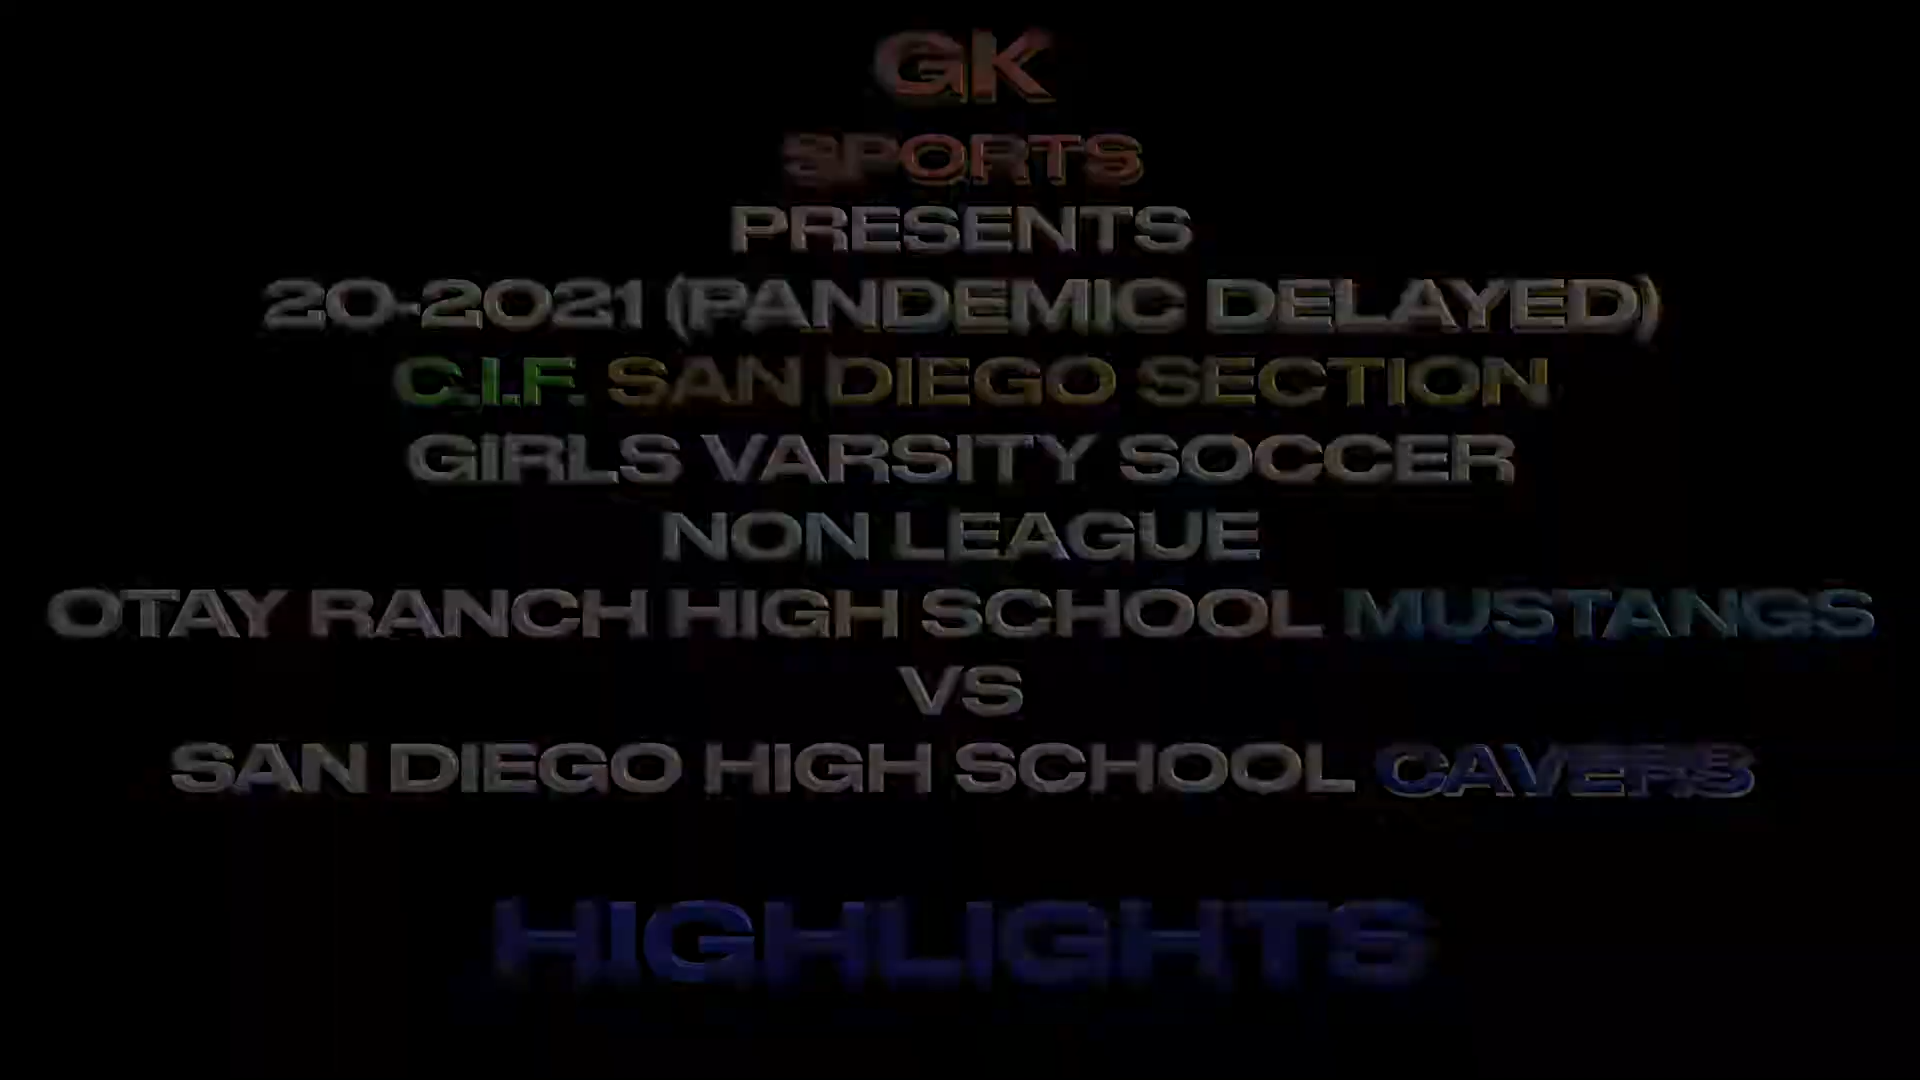 GK
SPORTS
PRESENTS
20-2021 (PANDEMIC DELAYED)
C.I.F. SAN DIEGO SECTION
GIRLS VARSITY SOCCER
NON LEAGUE
OTAY RANCH HIGH SCHOOL MUSTANGS
VS
SAN DIEGO HIGH SCHOOL CAVERS
HIGHLIGHTS